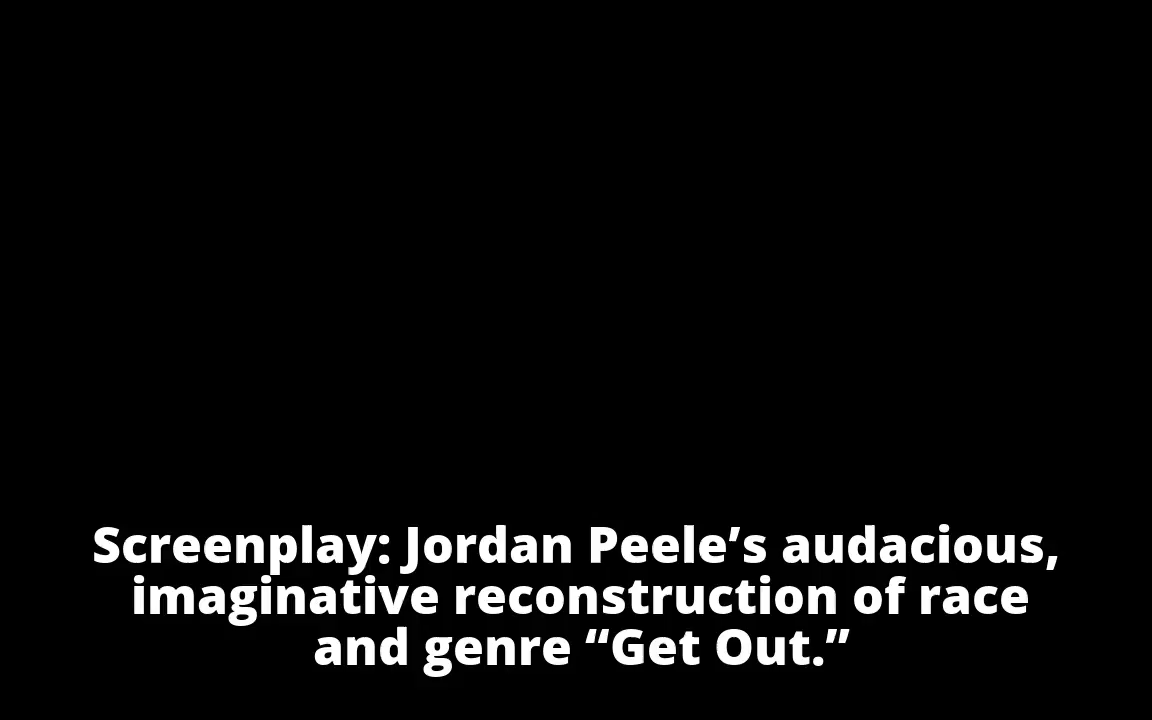 Screenplay: Jordan Peele’s audacious,
imaginative reconstruction of race
and genre “Get Out.”